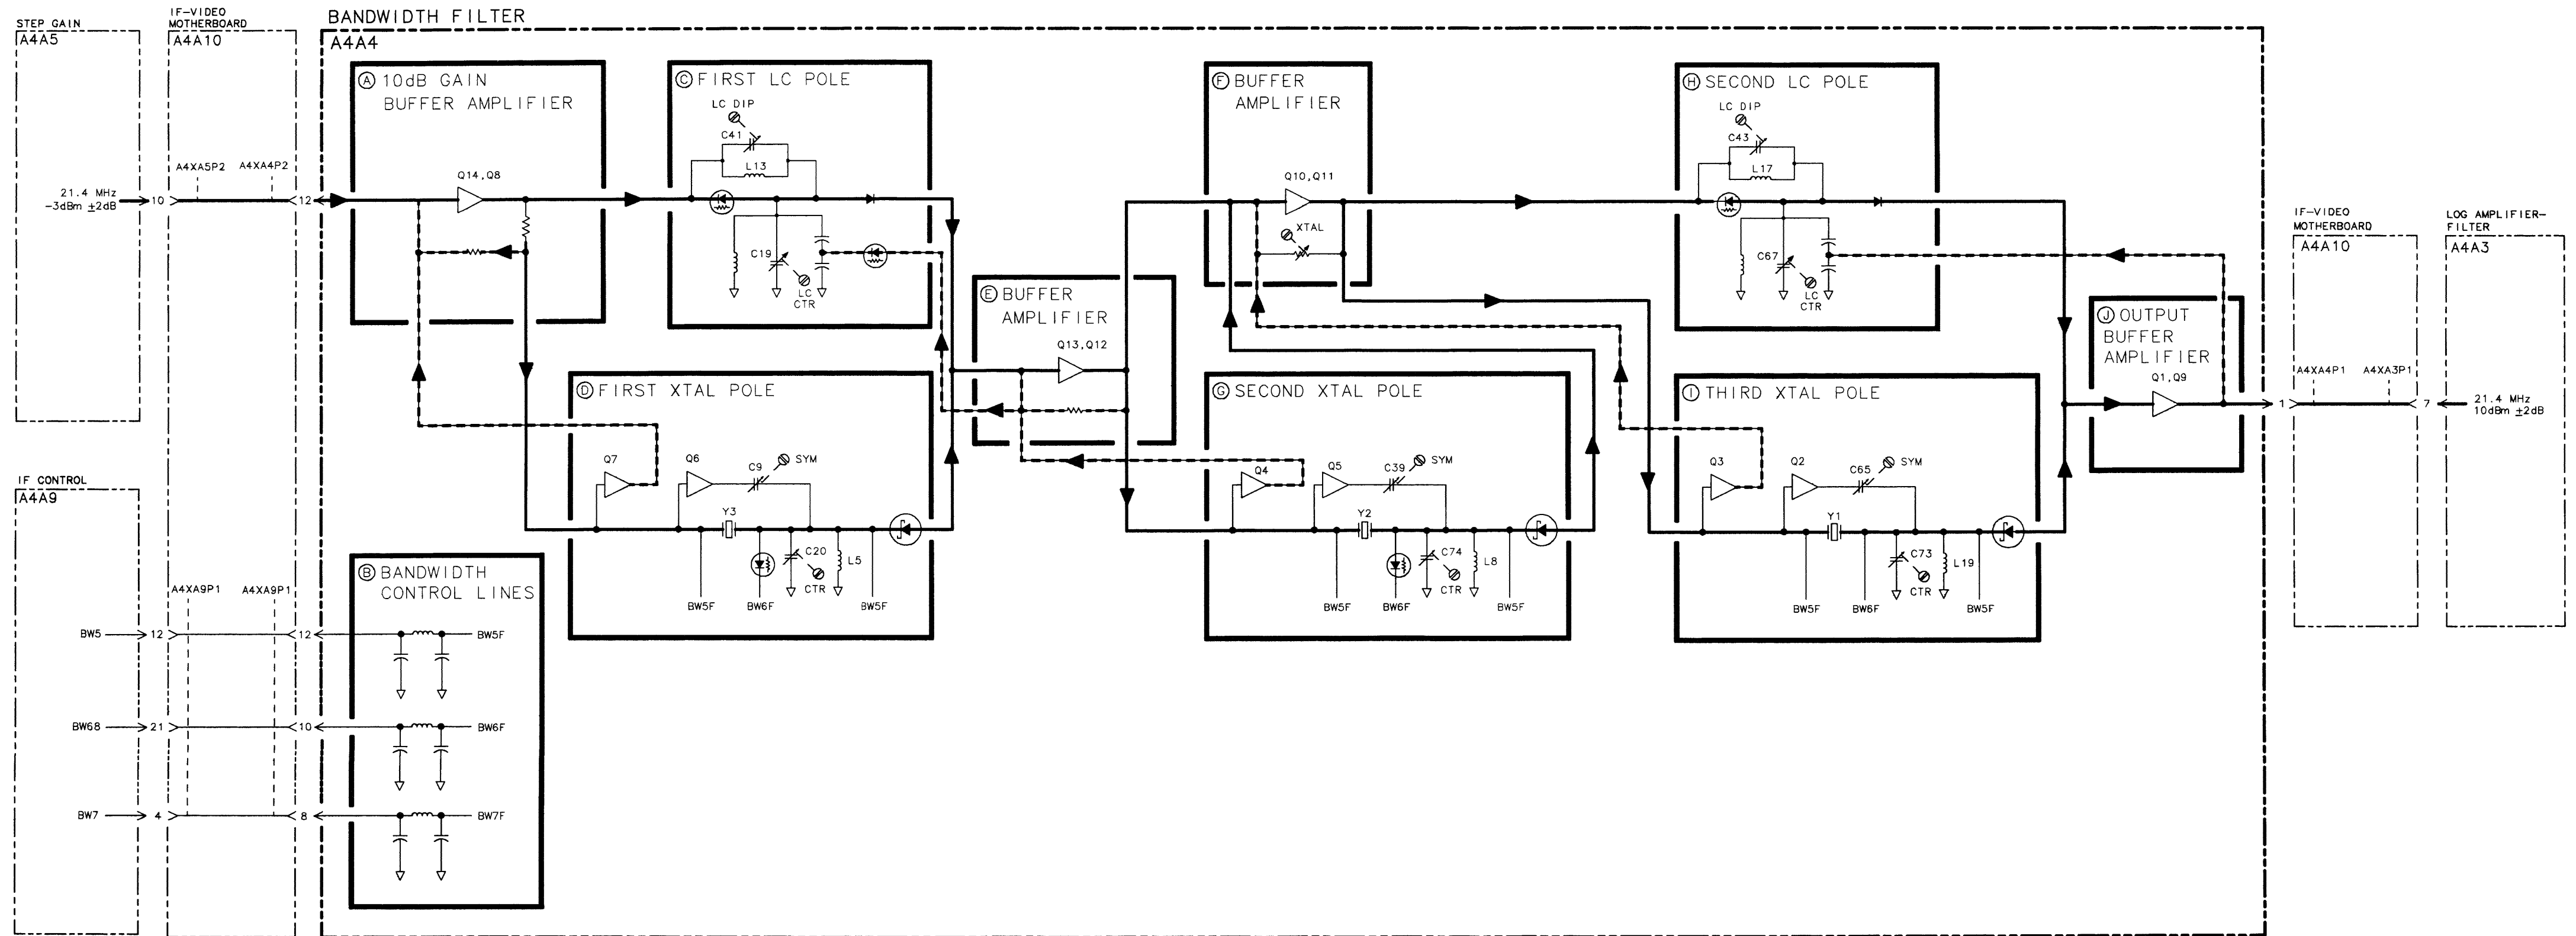 BANDWIDTH FILTER
STEP GAIN
A4A5
IF-VIDEO
MOTHERBOARD
A4A10
A4A4
21.4 MHz
-3dBm ±2dB
10
A4XA5P2
A4XA4P2
12
Ⓐ 10dB GAIN
BUFFER AMPLIFIER
Q14,Q8
Ⓒ FIRST LC POLE
LC DIP
C41
L13
C19
LC
CTR
Ⓓ FIRST XTAL POLE
Q7
Q6
C9
SYM
Y3
C20
L5
CTR
BW5F
BW6F
BW5F
Ⓔ BUFFER
AMPLIFIER
Q13,Q12
Ⓕ BUFFER
AMPLIFIER
Q10,Q11
XTAL
Ⓖ SECOND XTAL POLE
Q4
Q5
C39
SYM
Y2
C74
L8
CTR
BW5F
BW6F
BW5F
Ⓗ SECOND LC POLE
LC DIP
C43
L17
C67
LC
CTR
Ⓘ THIRD XTAL POLE
Q3
Q2
C65
SYM
Y1
C73
L19
CTR
BW5F
BW6F
BW5F
Ⓙ OUTPUT
BUFFER
AMPLIFIER
Q1,Q9
1
IF-VIDEO
MOTHERBOARD
A4A10
A4XA4P1
A4XA3P1
7
LOG AMPLIFIER-
FILTER
A4A3
21.4 MHz
10dBm ±2dB
IF CONTROL
A4A9
A4XA9P1
A4XA9P1
Ⓑ BANDWIDTH
CONTROL LINES
BW5
12
12
BW5F
BW68
21
10
BW6F
BW7
4
8
BW7F